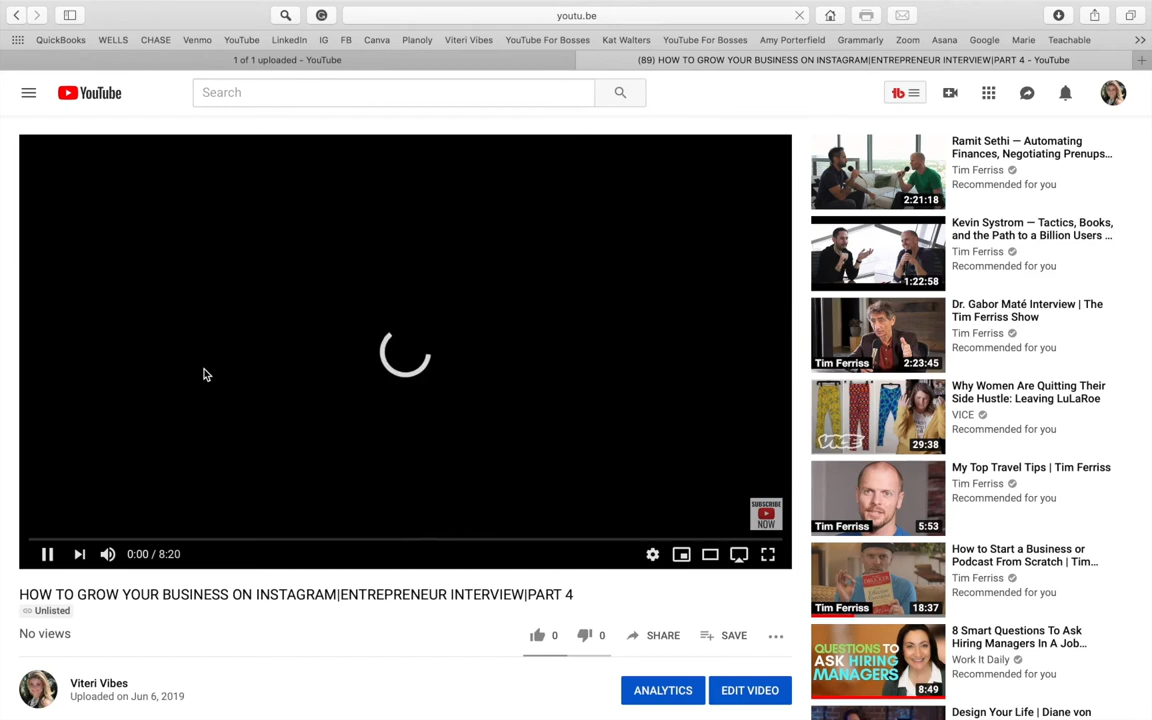 youtu.be
QuickBooks WELLS CHASE Venmo YouTube LinkedIn IG FB Canva Planoly Viteri Vibes YouTube For Bosses Kat Walters YouTube For Bosses Amy Porterfield Grammarly Zoom Asana Google Marie Teachable
1 of 1 uploaded - YouTube
(89) HOW TO GROW YOUR BUSINESS ON INSTAGRAM|ENTREPRENEUR INTERVIEW|PART 4 - YouTube
YouTube
Search
tb
SUBSCRIBE
NOW
0:00 / 8:20
HOW TO GROW YOUR BUSINESS ON INSTAGRAM|ENTREPRENEUR INTERVIEW|PART 4
Unlisted
No views
0 0 SHARE SAVE
Viteri Vibes
Uploaded on Jun 6, 2019
ANALYTICS EDIT VIDEO
2:21:18
Ramit Sethi — Automating
Finances, Negotiating Prenups...
Tim Ferriss
Recommended for you
1:22:58
Kevin Systrom — Tactics, Books,
and the Path to a Billion Users ...
Tim Ferriss
Recommended for you
Tim Ferriss 2:23:45
Dr. Gabor Maté Interview | The
Tim Ferriss Show
Tim Ferriss
Recommended for you
VICE 29:38
Why Women Are Quitting Their
Side Hustle: Leaving LuLaRoe
VICE
Recommended for you
Tim Ferriss 5:53
My Top Travel Tips | Tim Ferriss
Tim Ferriss
Recommended for you
Tim Ferriss 18:37
How to Start a Business or
Podcast From Scratch | Tim...
Tim Ferriss
Recommended for you
QUESTIONS TO
ASK HIRING
MANAGERS
8:49
8 Smart Questions To Ask
Hiring Managers In A Job...
Work It Daily
Recommended for you
Design Your Life | Diane von